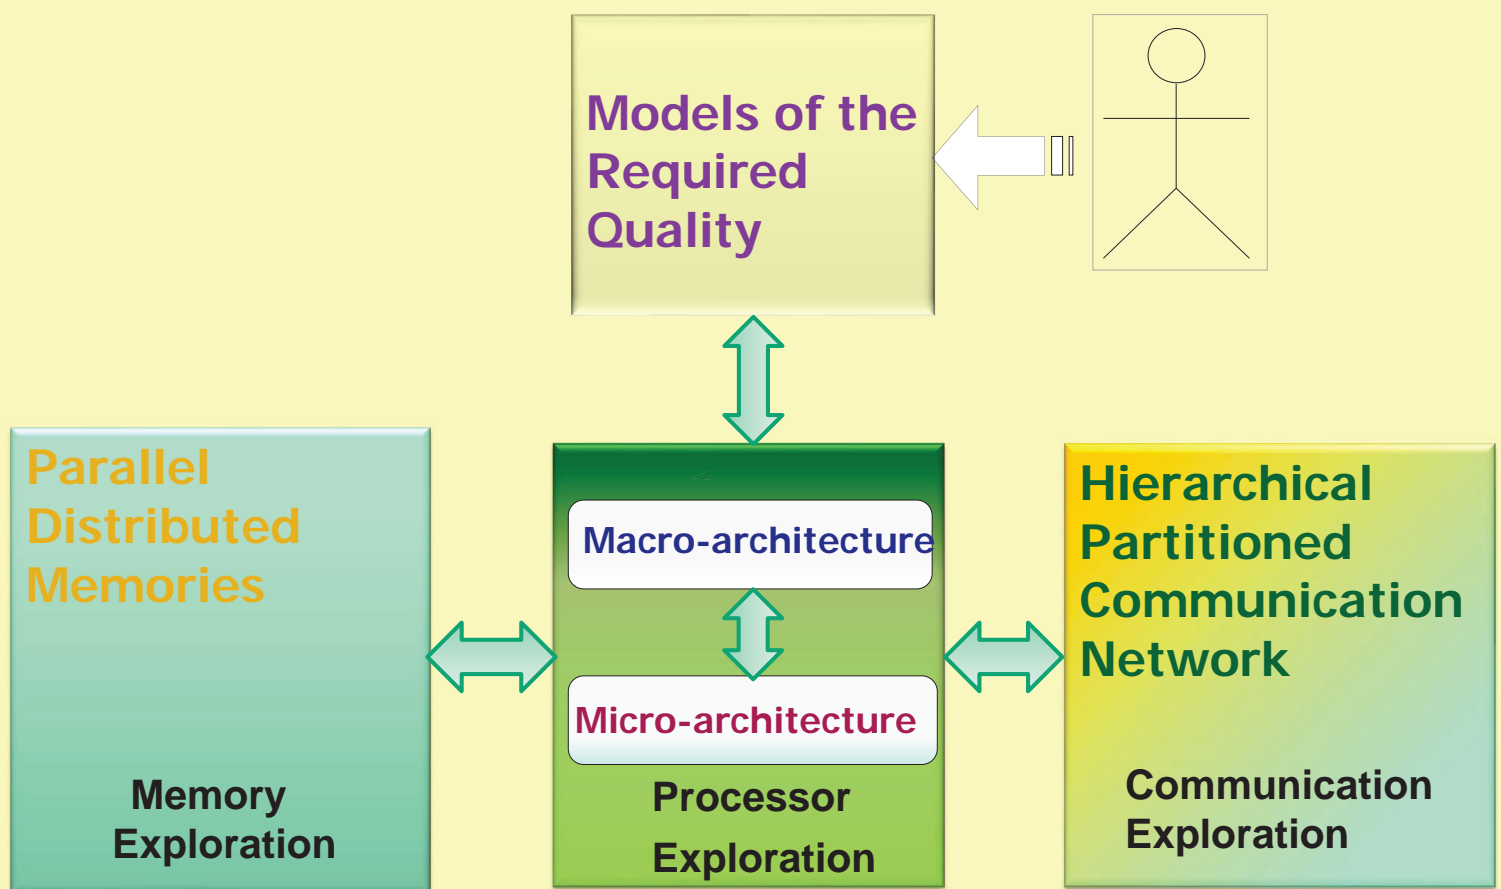 Models of the
Required
Quality
Parallel
Distributed
Memories
Memory
Exploration
Macro-architecture
Micro-architecture
Processor
Exploration
Hierarchical
Partitioned
Communication
Network
Communication
Exploration